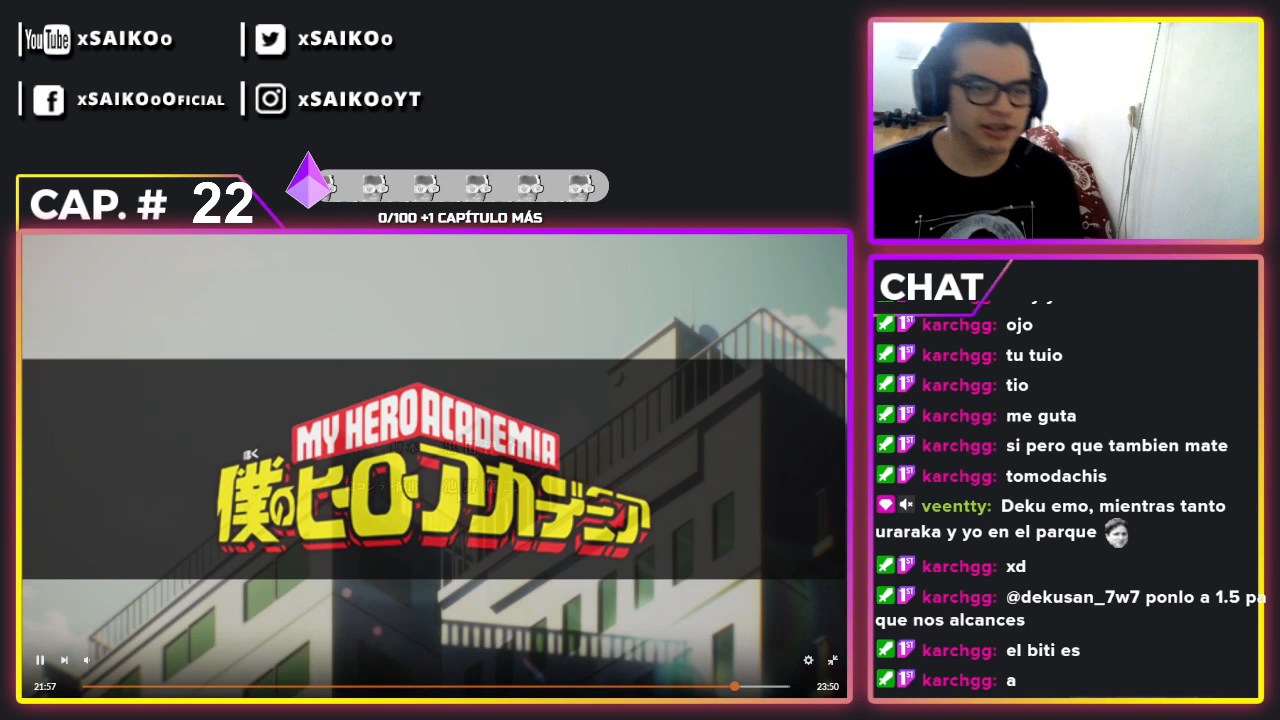 YouTube xSAIKOo
xSAIKOo
xSAIKOoOficial
xSAIKOoYT
CAP. # 22
0/100 +1 CAPÍTULO MÁS
MY HERO ACADEMIA
ぼく
僕のヒーローアカデミア
21:57
23:50
CHAT
karchgg: ojo
karchgg: tu tuio
karchgg: tio
karchgg: me guta
karchgg: si pero que tambien mate
karchgg: tomodachis
veentty: Deku emo, mientras tanto
uraraka y yo en el parque
karchgg: xd
karchgg: @dekusan_7w7 ponlo a 1.5 pa
que nos alcances
karchgg: el biti es
karchgg: a